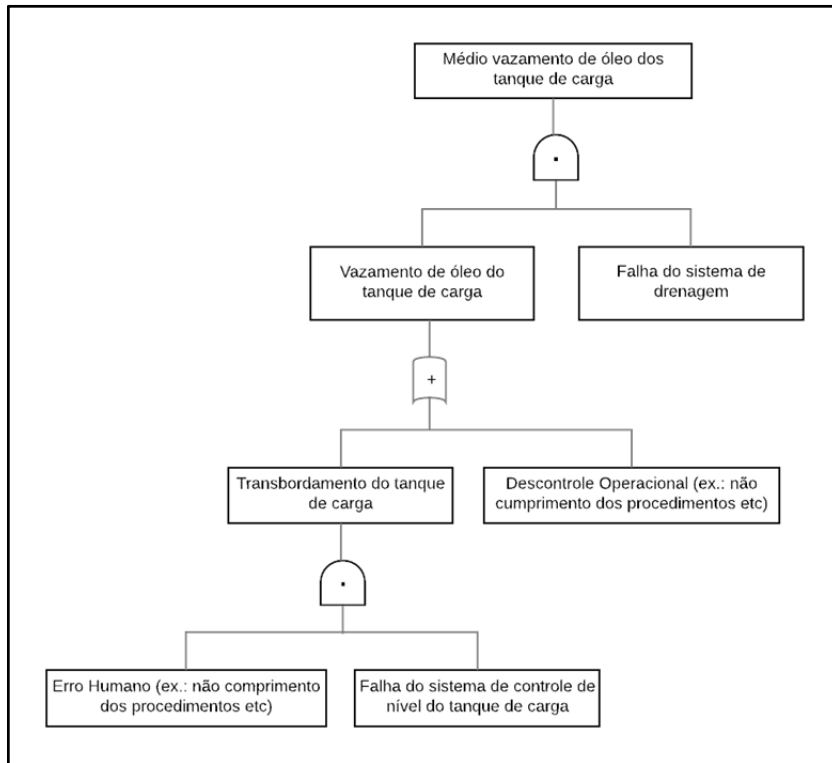 Médio vazamento de óleo dos
tanque de carga
.
Vazamento de óleo do
tanque de carga
Falha do sistema de
drenagem
+
Transbordamento do tanque
de carga
Descontrole Operacional (ex.: não
cumprimento dos procedimentos etc)
.
Erro Humano (ex.: não comprimento
dos procedimentos etc)
Falha do sistema de controle de
nível do tanque de carga